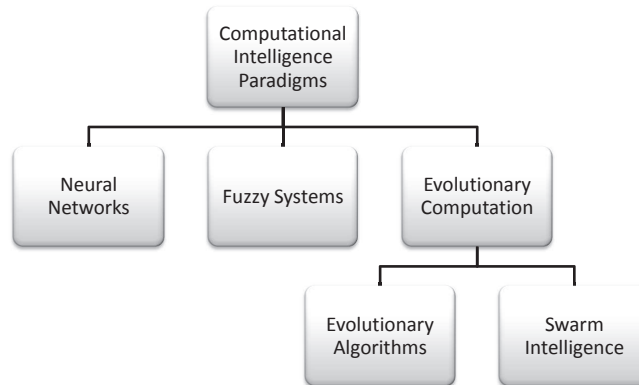 Computational
Intelligence
Paradigms
Neural
Networks
Fuzzy Systems
Evolutionary
Computation
Evolutionary
Algorithms
Swarm
Intelligence